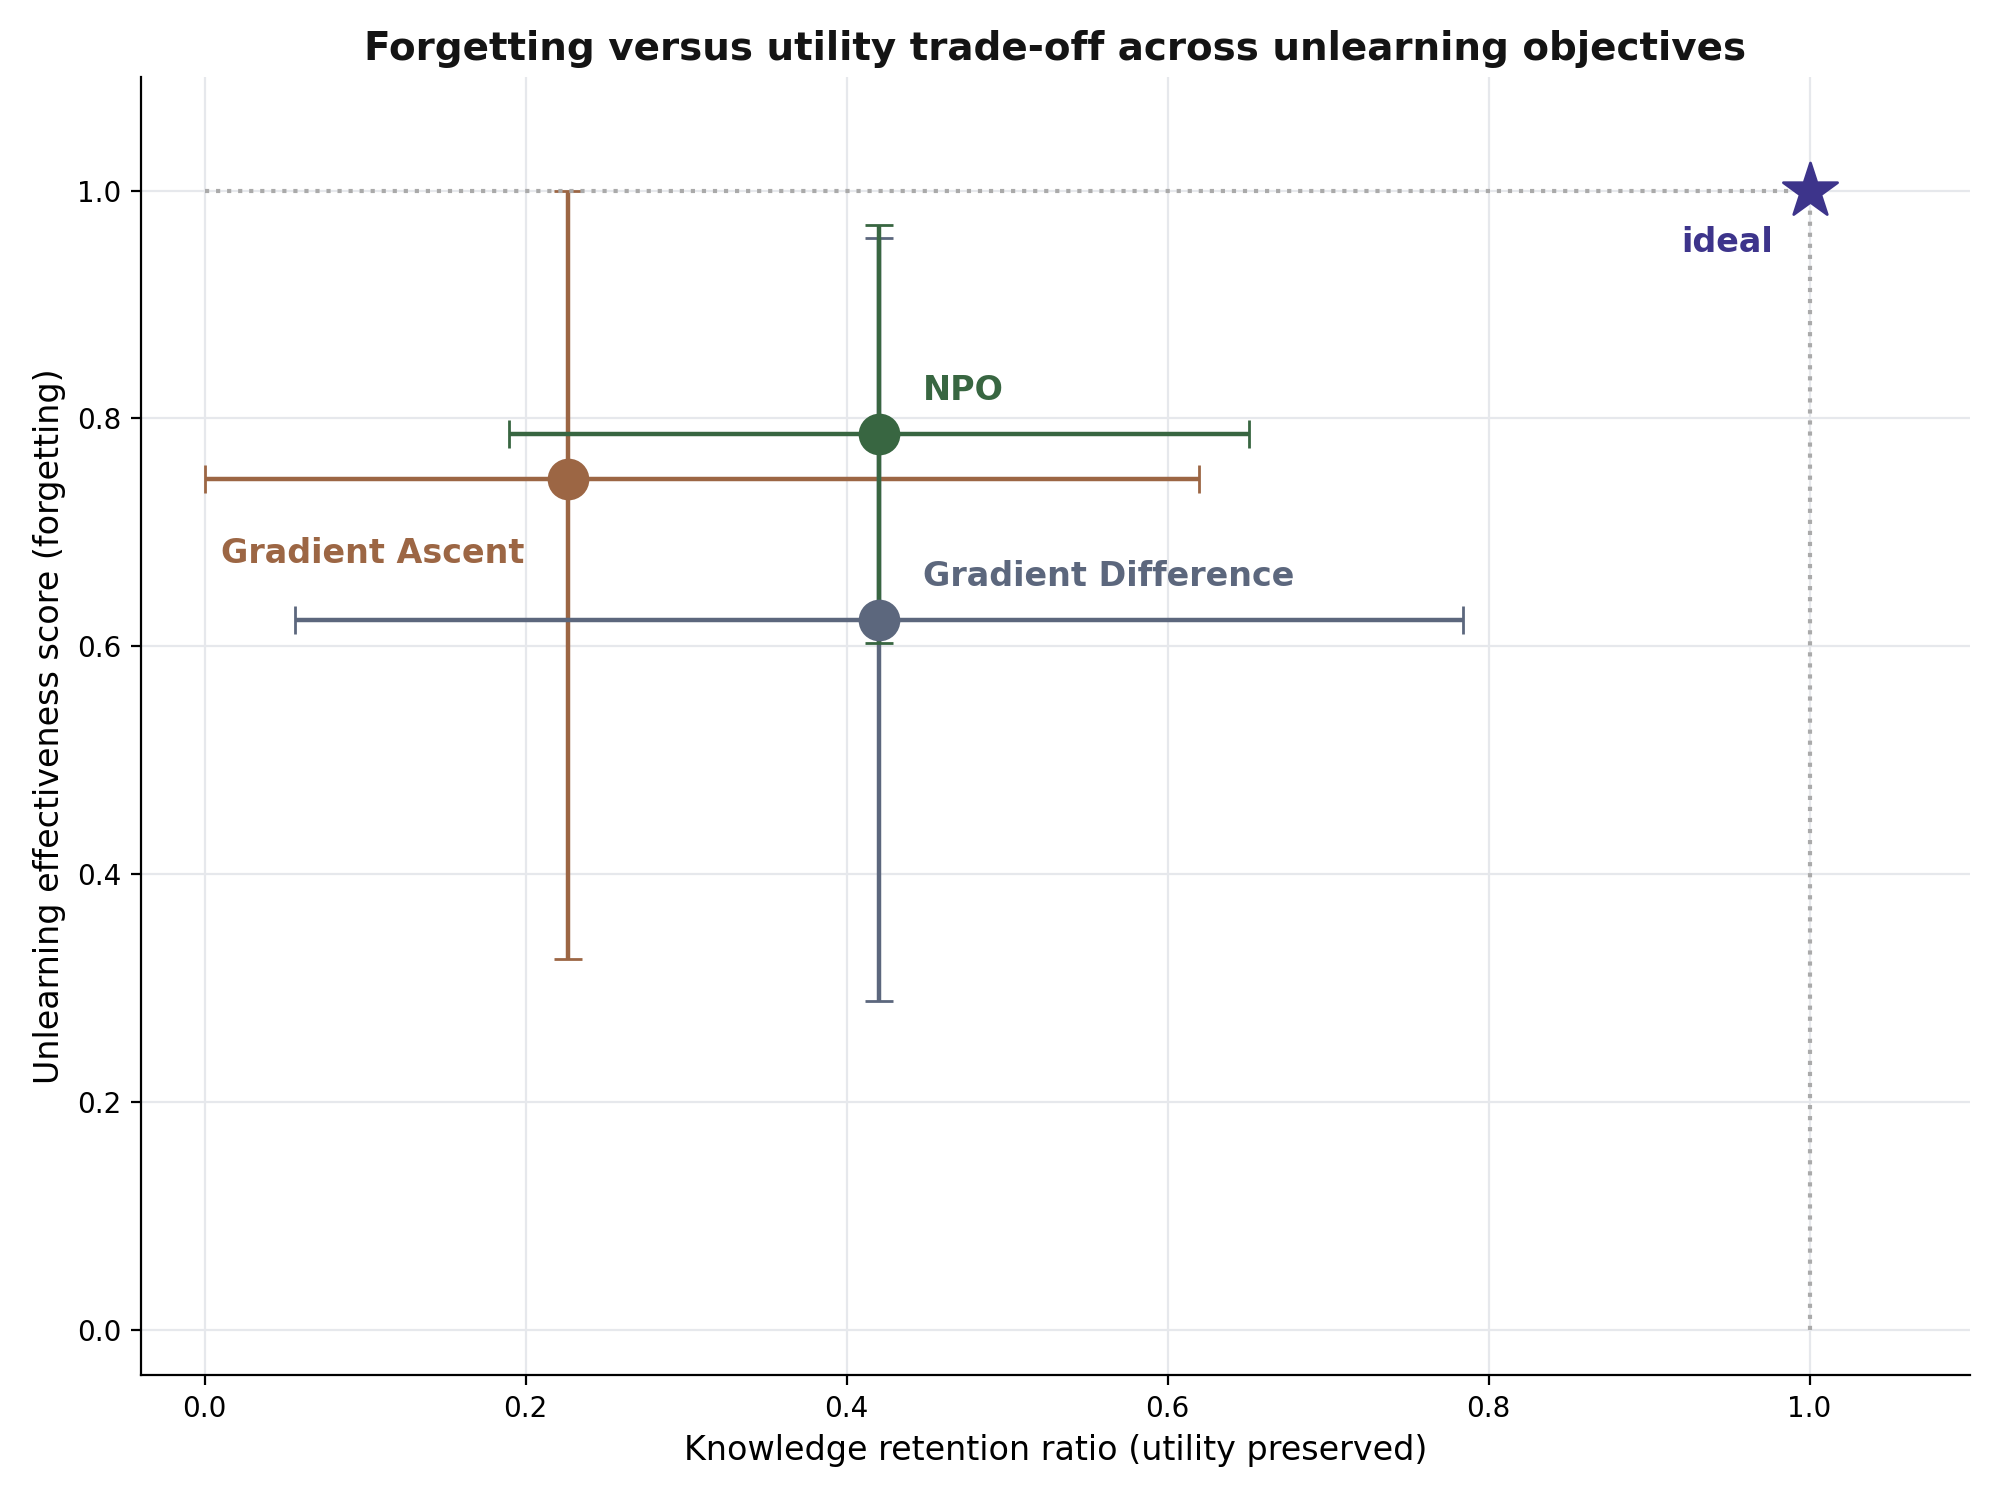 Forgetting versus utility trade-off across unlearning objectives
Unlearning effectiveness score (forgetting)
1.0
0.8
0.6
0.4
0.2
0.0
ideal
NPO
Gradient Ascent
Gradient Difference
0.0 0.2 0.4 0.6 0.8 1.0
Knowledge retention ratio (utility preserved)